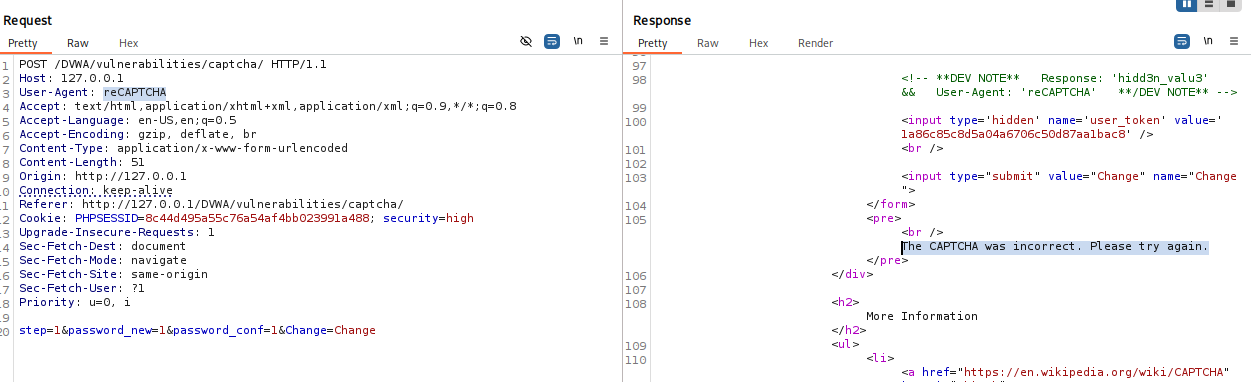 Request
Pretty Raw Hex
\n
1 POST /DVWA/vulnerabilities/captcha/ HTTP/1.1
2 Host: 127.0.0.1
3 User-Agent: reCAPTCHA
4 Accept: text/html,application/xhtml+xml,application/xml;q=0.9,*/*;q=0.8
5 Accept-Language: en-US,en;q=0.5
6 Accept-Encoding: gzip, deflate, br
7 Content-Type: application/x-www-form-urlencoded
8 Content-Length: 51
9 Origin: http://127.0.0.1
10 Connection: keep-alive
11 Referer: http://127.0.0.1/DVWA/vulnerabilities/captcha/
12 Cookie: PHPSESSID=8c44d495a55c76a54af4bb023991a488; security=high
13 Upgrade-Insecure-Requests: 1
14 Sec-Fetch-Dest: document
15 Sec-Fetch-Mode: navigate
16 Sec-Fetch-Site: same-origin
17 Sec-Fetch-User: ?1
18 Priority: u=0, i
19
20 step=1&password_new=1&password_conf=1&Change=Change
Response
Pretty Raw Hex Render
\n
97
98 <!-- **DEV NOTE** Response: 'hidd3n_valu3'
&& User-Agent: 'reCAPTCHA' **/DEV NOTE** -->
99
100 <input type='hidden' name='user_token' value='
1a86c85c8d5a04a6706c50d87aa1bac8' />
101 <br />
102
103 <input type="submit" value="Change" name="Change
">
104 </form>
105 <pre>
<br />
The CAPTCHA was incorrect. Please try again.
</pre>
106 </div>
107
108 <h2>
More Information
</h2>
109 <ul>
110 <li>
<a href="https://en.wikipedia.org/wiki/CAPTCHA"